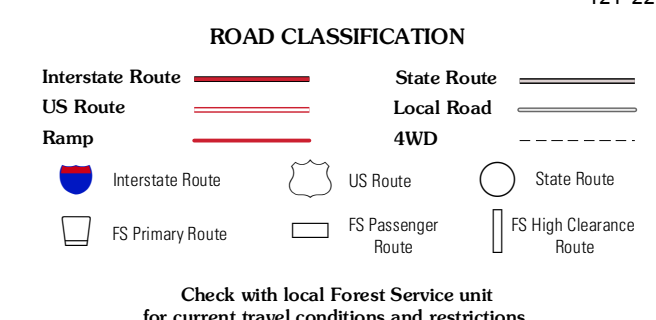 ROAD CLASSIFICATION
Interstate Route State Route
US Route Local Road
Ramp 4WD
Interstate Route US Route State Route
FS Primary Route FS Passenger Route FS High Clearance Route
Check with local Forest Service unit
for current travel conditions and restrictions